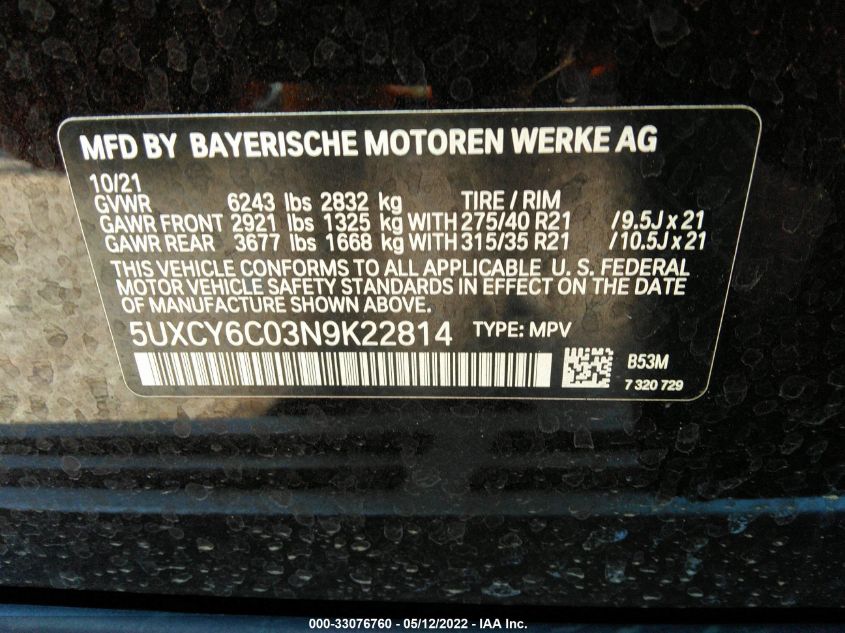 MFD BY BAYERISCHE MOTOREN WERKE AG
10/21
GVWR 6243 lbs 2832 kg TIRE / RIM
GAWR FRONT 2921 lbs 1325 kg WITH 275/40 R21 /9.5J x 21
GAWR REAR 3677 lbs 1668 kg WITH 315/35 R21 /10.5J x 21
THIS VEHICLE CONFORMS TO ALL APPLICABLE U. S. FEDERAL
MOTOR VEHICLE SAFETY STANDARDS IN EFFECT ON THE DATE
OF MANUFACTURE SHOWN ABOVE.
5UXCY6C03N9K22814 TYPE: MPV
B53M
7 320 729
000-33076760 - 05/12/2022 - IAA Inc.